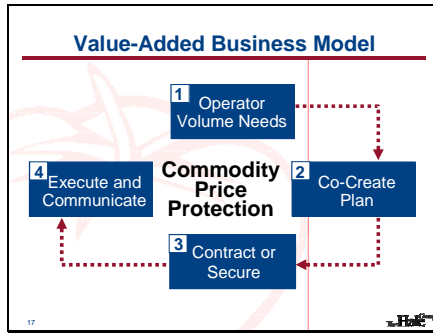 Value-Added Business Model
1
Operator
Volume Needs
2
Co-Create
Plan
3
Contract or
Secure
4
Execute and
Communicate
Commodity
Price
Protection
17